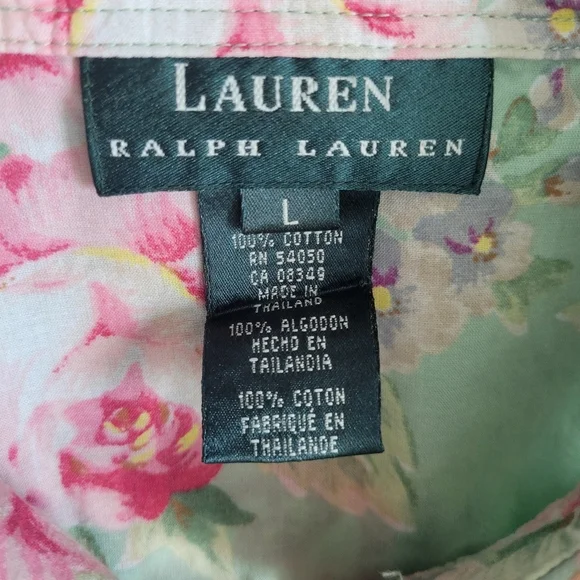 LAUREN
RALPH LAUREN
L
100% COTTON
RN 54050
CA 08349
MADE IN
THAILAND
100% ALGODON
HECHO EN
TAILANDIA
100% COTON
FABRIQUÉ EN
THAILANDE